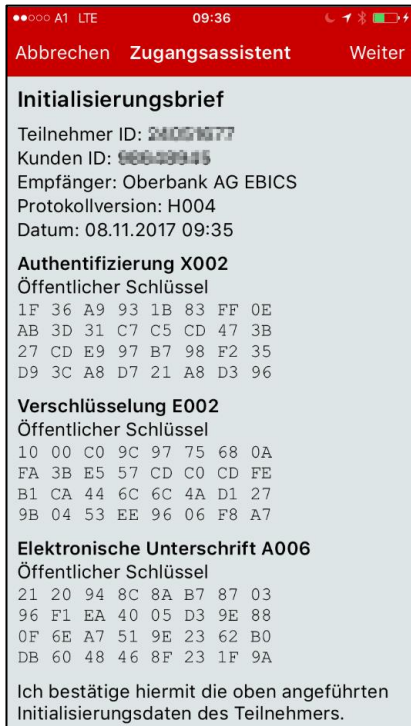 A1 LTE 09:36
Abbrechen Zugangsassistent Weiter
Initialisierungsbrief
Teilnehmer ID:
Kunden ID:
Empfänger: Oberbank AG EBICS
Protokollversion: H004
Datum: 08.11.2017 09:35
Authentifizierung X002
Öffentlicher Schlüssel
1F 36 A9 93 1B 83 FF 0E
AB 3D 31 C7 C5 CD 47 3B
27 CD E9 97 B7 98 F2 35
D9 3C A8 D7 21 A8 D3 96
Verschlüsselung E002
Öffentlicher Schlüssel
10 00 C0 9C 97 75 68 0A
FA 3B E5 57 CD C0 CD FE
B1 CA 44 6C 6C 4A D1 27
9B 04 53 EE 96 06 F8 A7
Elektronische Unterschrift A006
Öffentlicher Schlüssel
21 20 94 8C 8A B7 87 03
96 F1 EA 40 05 D3 9E 88
0F 6E A7 51 9E 23 62 B0
DB 60 48 46 8F 23 1F 9A
Ich bestätige hiermit die oben angeführten
Initialisierungsdaten des Teilnehmers.